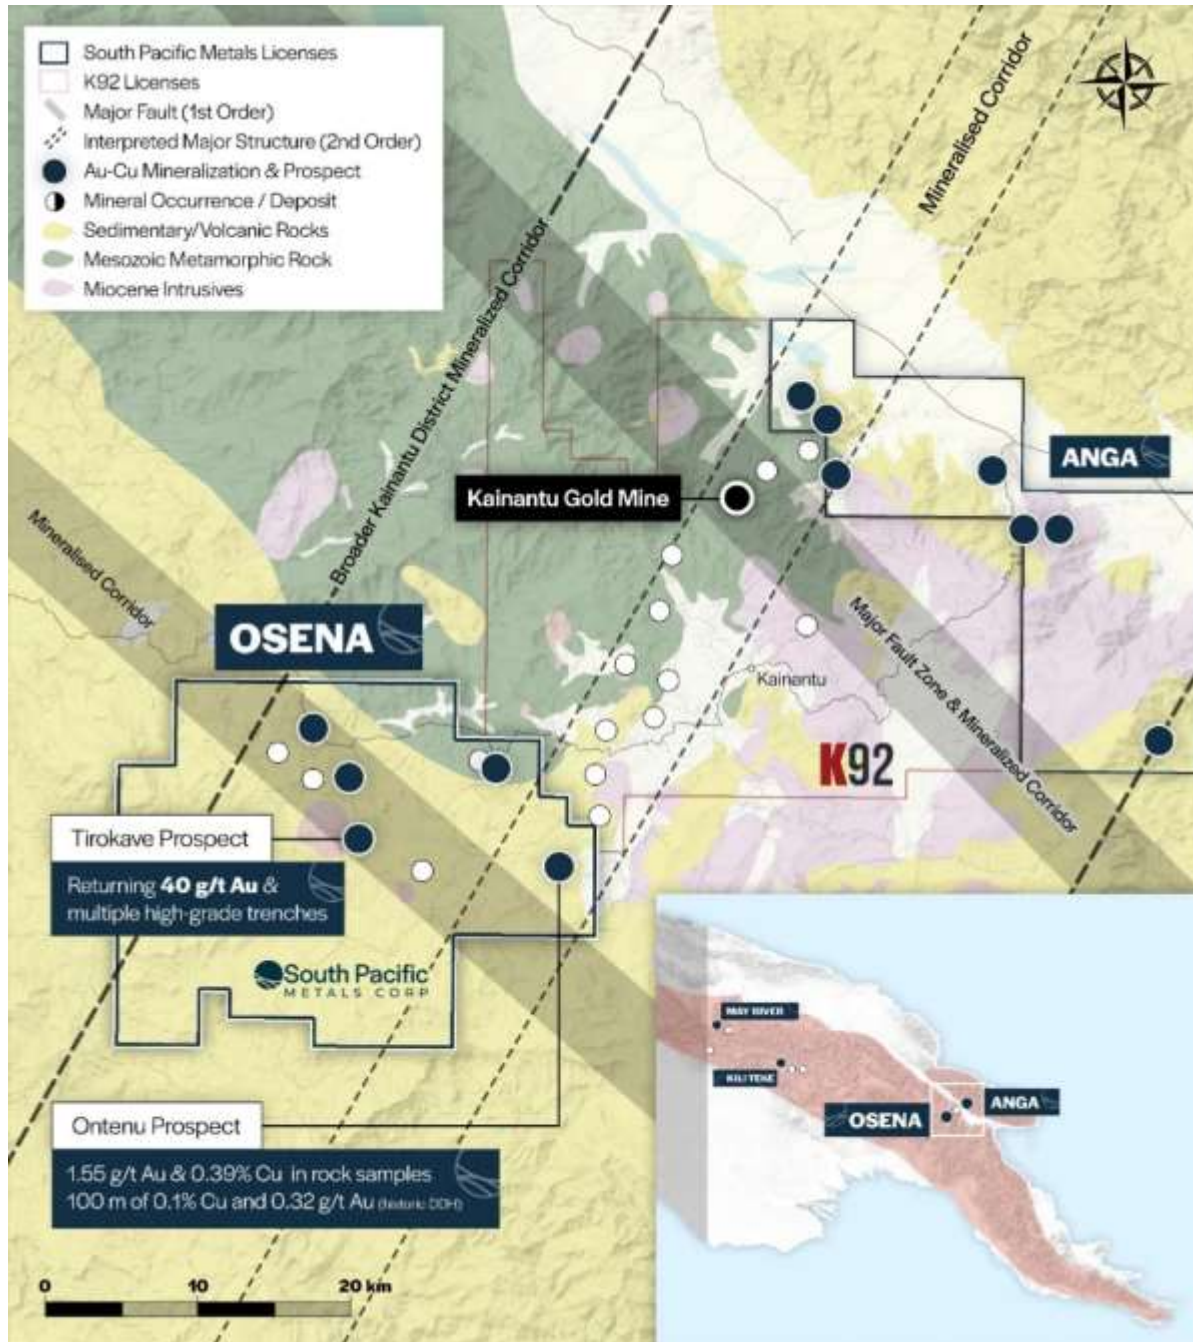 South Pacific Metals Licenses
K92 Licenses
Major Fault (1st Order)
Interpreted Major Structure (2nd Order)
Au-Cu Mineralization & Prospect
Mineral Occurrence / Deposit
Sedimentary/Volcanic Rocks
Mesozoic Metamorphic Rock
Miocene Intrusives
Mineralised Corridor
Broader Kainantu District Mineralized Corridor
ANGA
Kainantu Gold Mine
Mineralised Corridor
OSENA
Kainantu
Major Fault Zone & Mineralized Corridor
K92
Tirokave Prospect
Returning 40 g/t Au &
multiple high-grade trenches
South Pacific
METALS CORP
Ontenu Prospect
1.55 g/t Au & 0.39% Cu in rock samples
100 m of 0.1% Cu and 0.32 g/t Au (historic DDH)
MAY RIVER
KILI TEKE
OSENA
ANGA
0 10 20 km